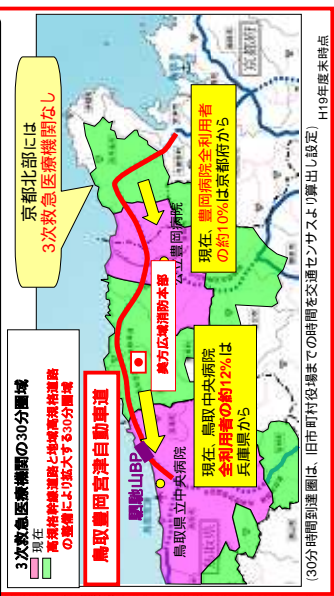 3次救急医療機関の30分圏域
現在
高規格幹線道路と地域高規格道路
の整備により拡大する30分圏域
京都北部には
3次救急医療機関なし
鳥取豊岡宮津自動車道
駟馳山BP
美方広域消防本部
公立豊岡病院
鳥取県立中央病院
京都府
鳥取県
現在、鳥取中央病院
全利用者の約12%は
兵庫県から
現在、豊岡病院全利用者
の約10%は京都府から
(30分時間到達圏は、旧市町村役場までの時間を交通センサスより算出し設定)
H19年度末時点